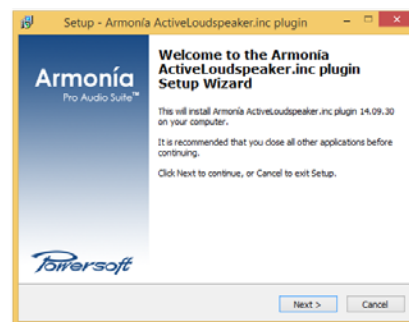 Setup - Armonía ActiveLoudspeaker.inc plugin
Armonía
Pro Audio Suite™
Welcome to the Armonía
ActiveLoudspeaker.inc plugin
Setup Wizard
This will install Armonía ActiveLoudspeaker.inc plugin 14.09.30
on your computer.
It is recommended that you close all other applications before
continuing.
Click Next to continue, or Cancel to exit Setup.
Powersoft
Next >
Cancel